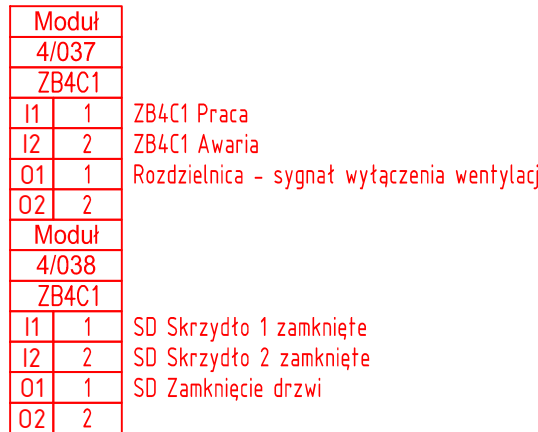 Moduł
4/037
ZB4C1
I1 1 ZB4C1 Praca
I2 2 ZB4C1 Awaria
O1 1 Rozdzielnica - sygnał wyłączenia wentylacj
O2 2
Moduł
4/038
ZB4C1
I1 1 SD Skrzydło 1 zamknięte
I2 2 SD Skrzydło 2 zamknięte
O1 1 SD Zamknięcie drzwi
O2 2